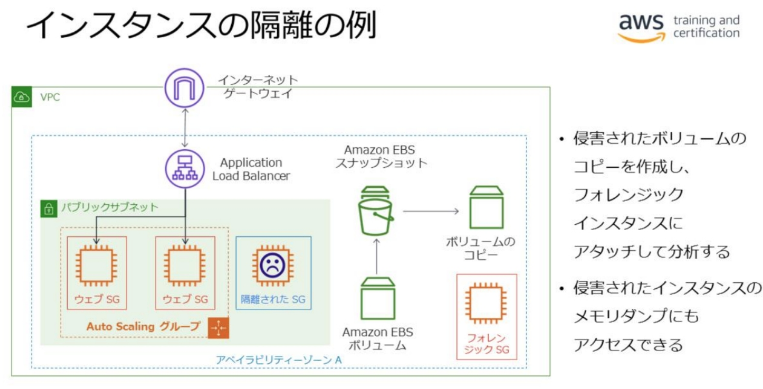 インスタンスの隔離の例
aws training and
certification
VPC
インターネット
ゲートウェイ
Application
Load Balancer
Amazon EBS
スナップショット
パブリックサブネット
ウェブ SG
ウェブ SG
隔離された SG
Auto Scaling グループ
ボリュームの
コピー
Amazon EBS
ボリューム
フォレン
ジック SG
アベイラビリティーゾーン A
• 侵害されたボリュームの
コピーを作成し、
フォレンジック
インスタンスに
アタッチして分析する
• 侵害されたインスタンスの
メモリダンプにも
アクセスできる